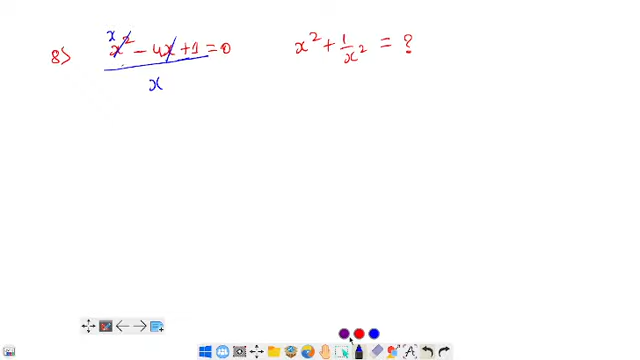 x
8> x² - 4x + 1 = 0 x² + 1/x² = ?
x